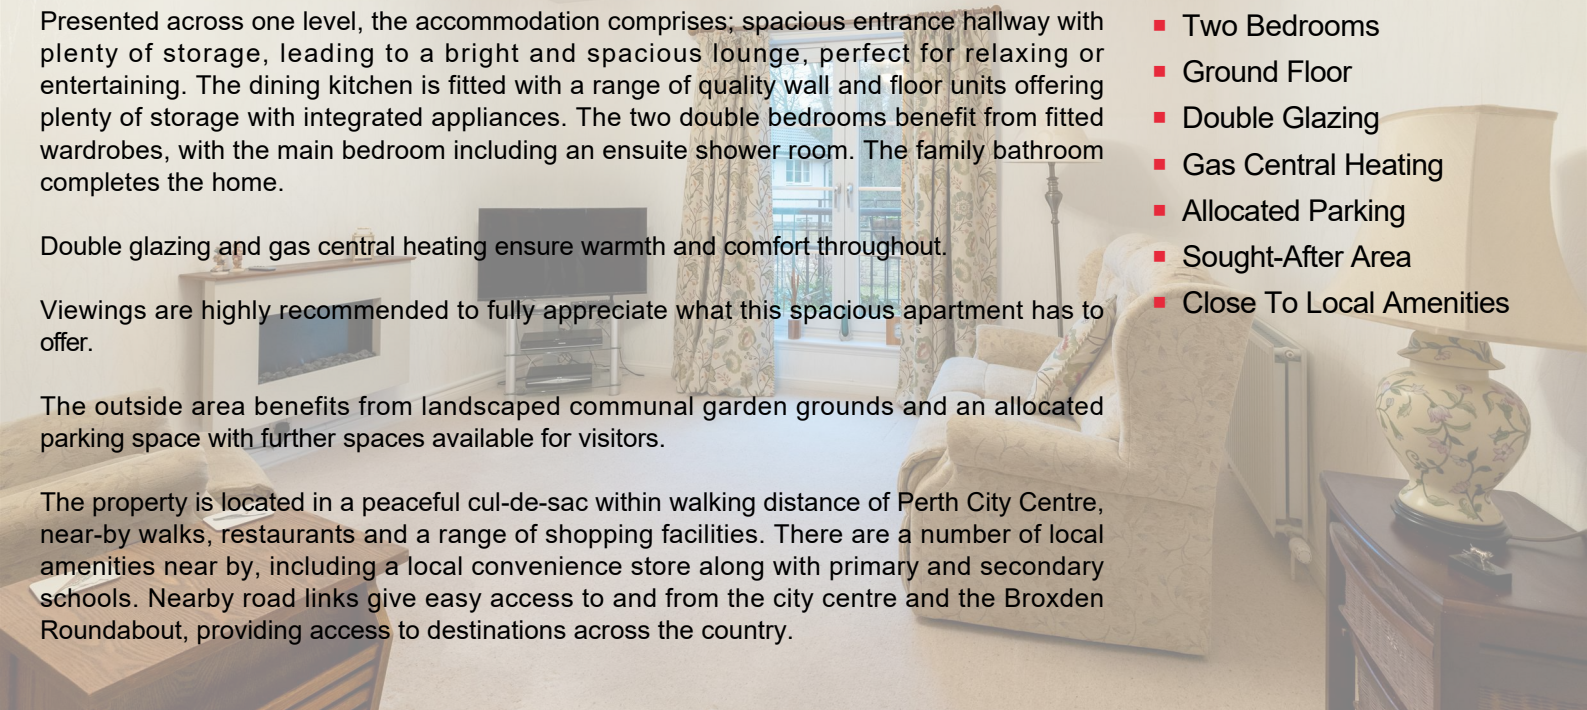 Presented across one level, the accommodation comprises; spacious entrance hallway with
plenty of storage, leading to a bright and spacious lounge, perfect for relaxing or
entertaining. The dining kitchen is fitted with a range of quality wall and floor units offering
plenty of storage with integrated appliances. The two double bedrooms benefit from fitted
wardrobes, with the main bedroom including an ensuite shower room. The family bathroom
completes the home.
Double glazing and gas central heating ensure warmth and comfort throughout.
Viewings are highly recommended to fully appreciate what this spacious apartment has to
offer.
The outside area benefits from landscaped communal garden grounds and an allocated
parking space with further spaces available for visitors.
The property is located in a peaceful cul-de-sac within walking distance of Perth City Centre,
near-by walks, restaurants and a range of shopping facilities. There are a number of local
amenities near by, including a local convenience store along with primary and secondary
schools. Nearby road links give easy access to and from the city centre and the Broxden
Roundabout, providing access to destinations across the country.
Two Bedrooms
Ground Floor
Double Glazing
Gas Central Heating
Allocated Parking
Sought-After Area
Close To Local Amenities